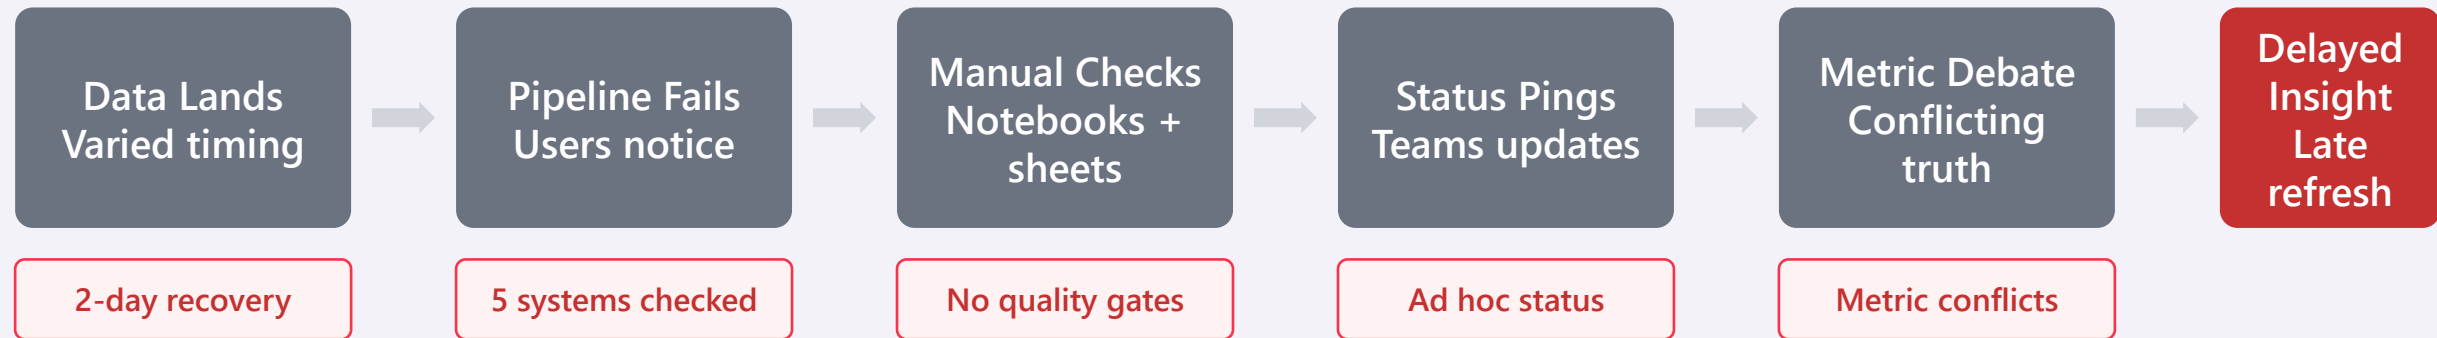 Data Lands
Varied timing
Pipeline Fails
Users notice
Manual Checks
Notebooks +
sheets
Status Pings
Teams updates
Metric Debate
Conflicting
truth
Delayed
Insight
Late
refresh
2-day recovery
5 systems checked
No quality gates
Ad hoc status
Metric conflicts